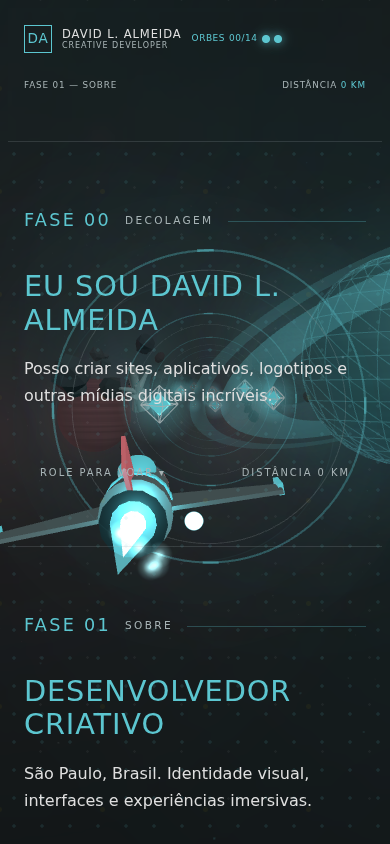 DA
DAVID L. ALMEIDA
CREATIVE DEVELOPER
ORBES 00/14
FASE 01 — SOBRE
DISTÂNCIA 0 KM
FASE 00 DECOLAGEM
EU SOU DAVID L.
ALMEIDA
Posso criar sites, aplicativos, logotipos e
outras mídias digitais incríveis.
ROLE PARA
DISTÂNCIA 0 KM
FASE 01 SOBRE
DESENVOLVEDOR
CRIATIVO
São Paulo, Brasil. Identidade visual,
interfaces e experiências imersivas.